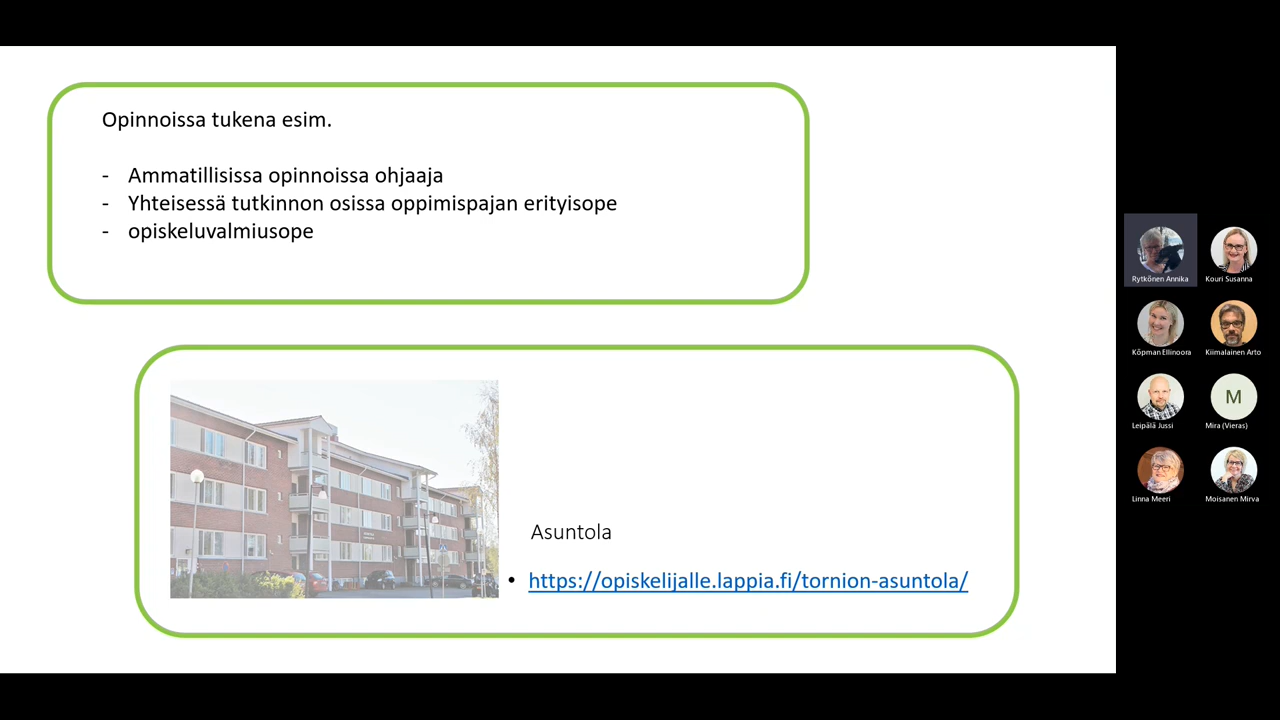 Opinnoissa tukena esim.
- Ammatillisissa opinnoissa ohjaaja
- Yhteisessä tutkinnon osissa oppimispajan erityisope
- opiskeluvalmiusope
Asuntola
• https://opiskelijalle.lappia.fi/tornion-asuntola/
Rytkönen Annika
Kouri Susanna
Köpman Ellinoora
Kiimalainen Arto
Leipälä Jussi
M
Mira (Vieras)
Linna Meeri
Moisanen Mirva